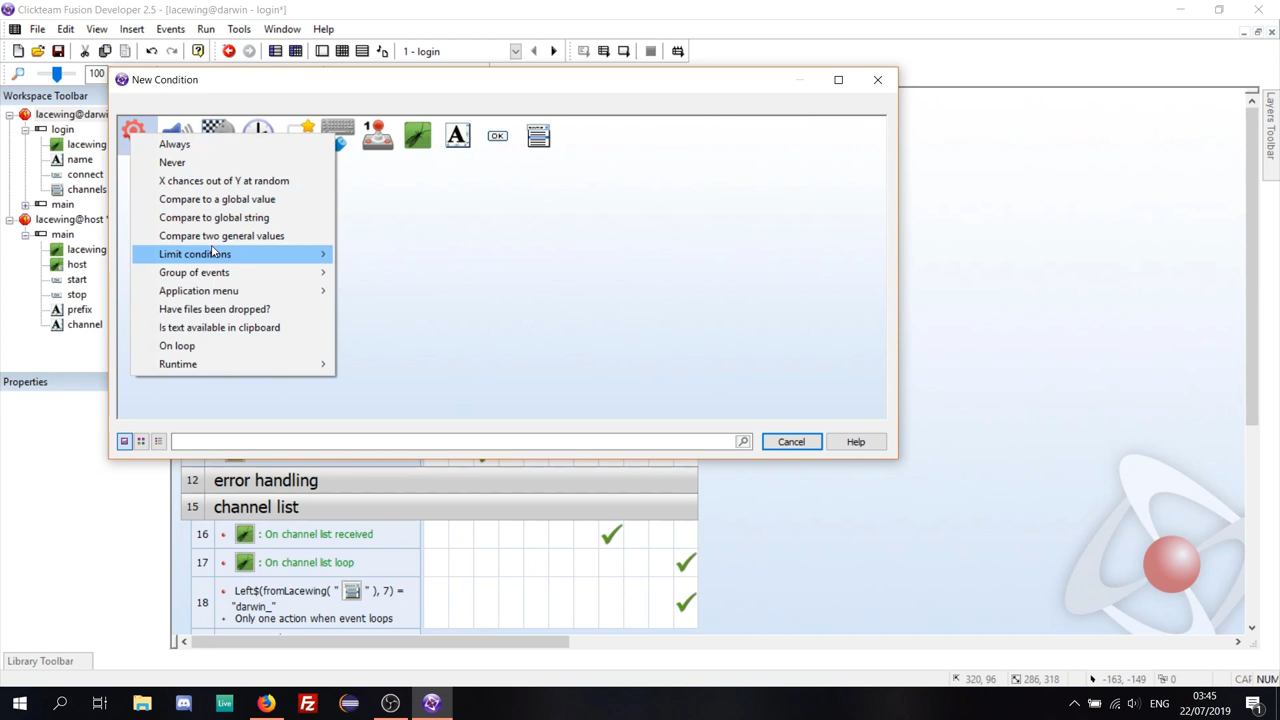 Clickteam Fusion Developer 2.5 - [lacewing@darwin - login*]
File Edit View Insert Events Run Tools Window Help
1 - login
100
New Condition
Workspace Toolbar
lacewing@darwi
login
lacewing
name
connect
channels
main
lacewing@host *
main
lacewing
host
start
stop
prefix
channel
Properties
A OK
Always
Never
X chances out of Y at random
Compare to a global value
Compare to global string
Compare two general values
Limit conditions
Group of events
Application menu
Have files been dropped?
Is text available in clipboard
On loop
Runtime
Cancel Help
Layers Toolbar
12 error handling
15 channel list
16 : On channel list received
17 : On channel list loop
18 Left$(fromLacewing( " " ), 7) =
"darwin_"
Only one action when event loops
Library Toolbar
320, 96 286, 318 -163, -149 0 CAP NUM
Live
ENG
03:45
22/07/2019
1